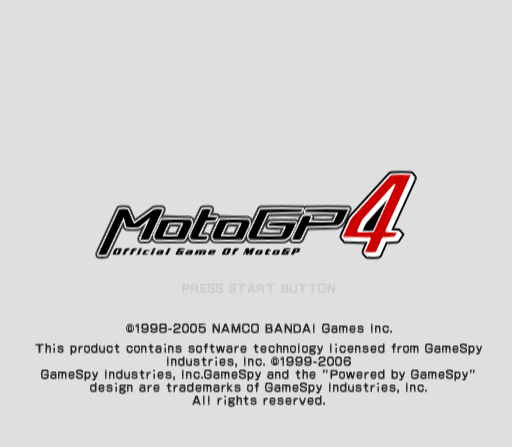 MotoGP 4
Official Game Of MotoGP
PRESS START BUTTON
©1998-2005 NAMCO BANDAI Games Inc.
This product contains software technology licensed from GameSpy
Industries, Inc. ©1999-2006
GameSpy Industries, Inc.GameSpy and the "Powered by GameSpy"
design are trademarks of GameSpy Industries, Inc.
All rights reserved.